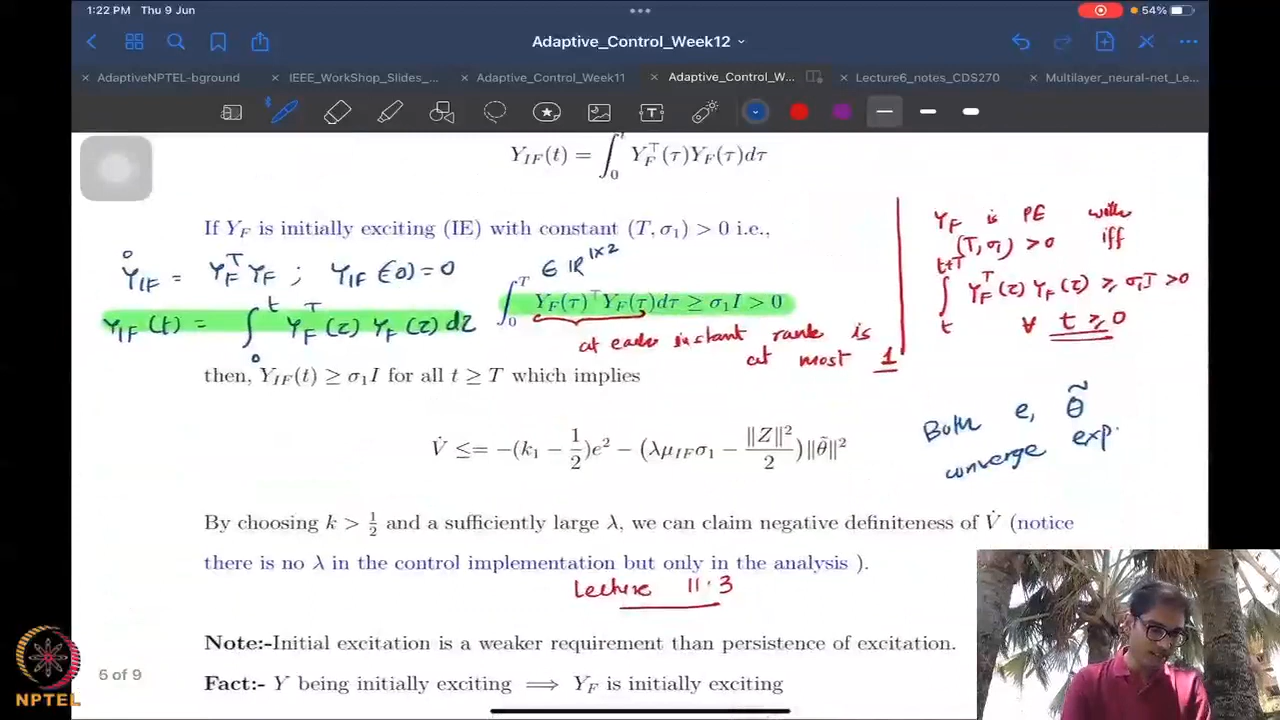 1:22 PM Thu 9 Jun
54%
Adaptive_Control_Week12
AdaptiveNPTEL-bground
IEEE_WorkShop_Slides_...
Adaptive_Control_Week11
Adaptive_Control_W...
Lecture6_notes_CDS270
Multilayer_neural-net_Le...
Y_IF(t) = ∫_0^t Y_F^⊤(τ)Y_F(τ)dτ
If Y_F is initially exciting (IE) with constant (T, σ_1) > 0 i.e.,
Ẏ_IF = Y_F^T Y_F ; Y_IF(0) = 0
∈ ℝ^{1×2}
∫_0^T Y_F(τ)^⊤Y_F(τ)dτ ≥ σ_1 I > 0
Y_IF(t) = ∫_0^t Y_F^T(τ) Y_F(τ) dτ
at each instant rank is
at most 1
Y_F is PE with
(T, σ_1) > 0 iff
∫_t^{t+T} Y_F^T(τ) Y_F(τ) ≥ σ_1 I > 0
∀ t ≥ 0
then, Y_IF(t) ≥ σ_1 I for all t ≥ T which implies
V̇ ≤= −(k_1 − 1/2)e^2 − (λμ_IF σ_1 − ‖Z‖^2/2)‖θ̃‖^2
Both e, θ̃
converge exp.
By choosing k > 1/2 and a sufficiently large λ, we can claim negative definiteness of V̇ (notice
there is no λ in the control implementation but only in the analysis ).
Lecture 11.3
Note:-Initial excitation is a weaker requirement than persistence of excitation.
Fact:- Y being initially exciting ⟹ Y_F is initially exciting
6 of 9
NPTEL